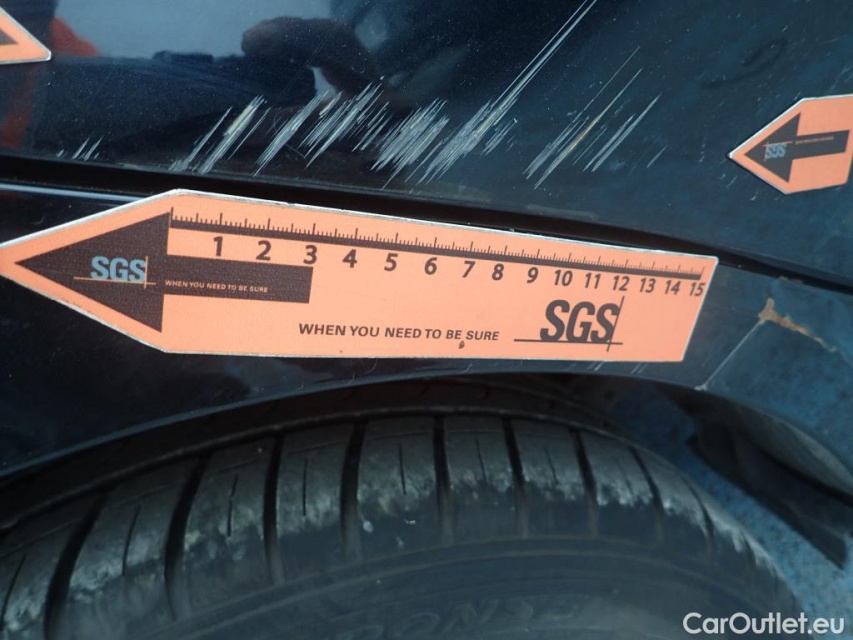 SGS
1 2 3 4 5 6 7 8 9 10 11 12 13 14 15
SGS
WHEN YOU NEED TO BE SURE
WHEN YOU NEED TO BE SURE
SGS
CarOutlet.eu